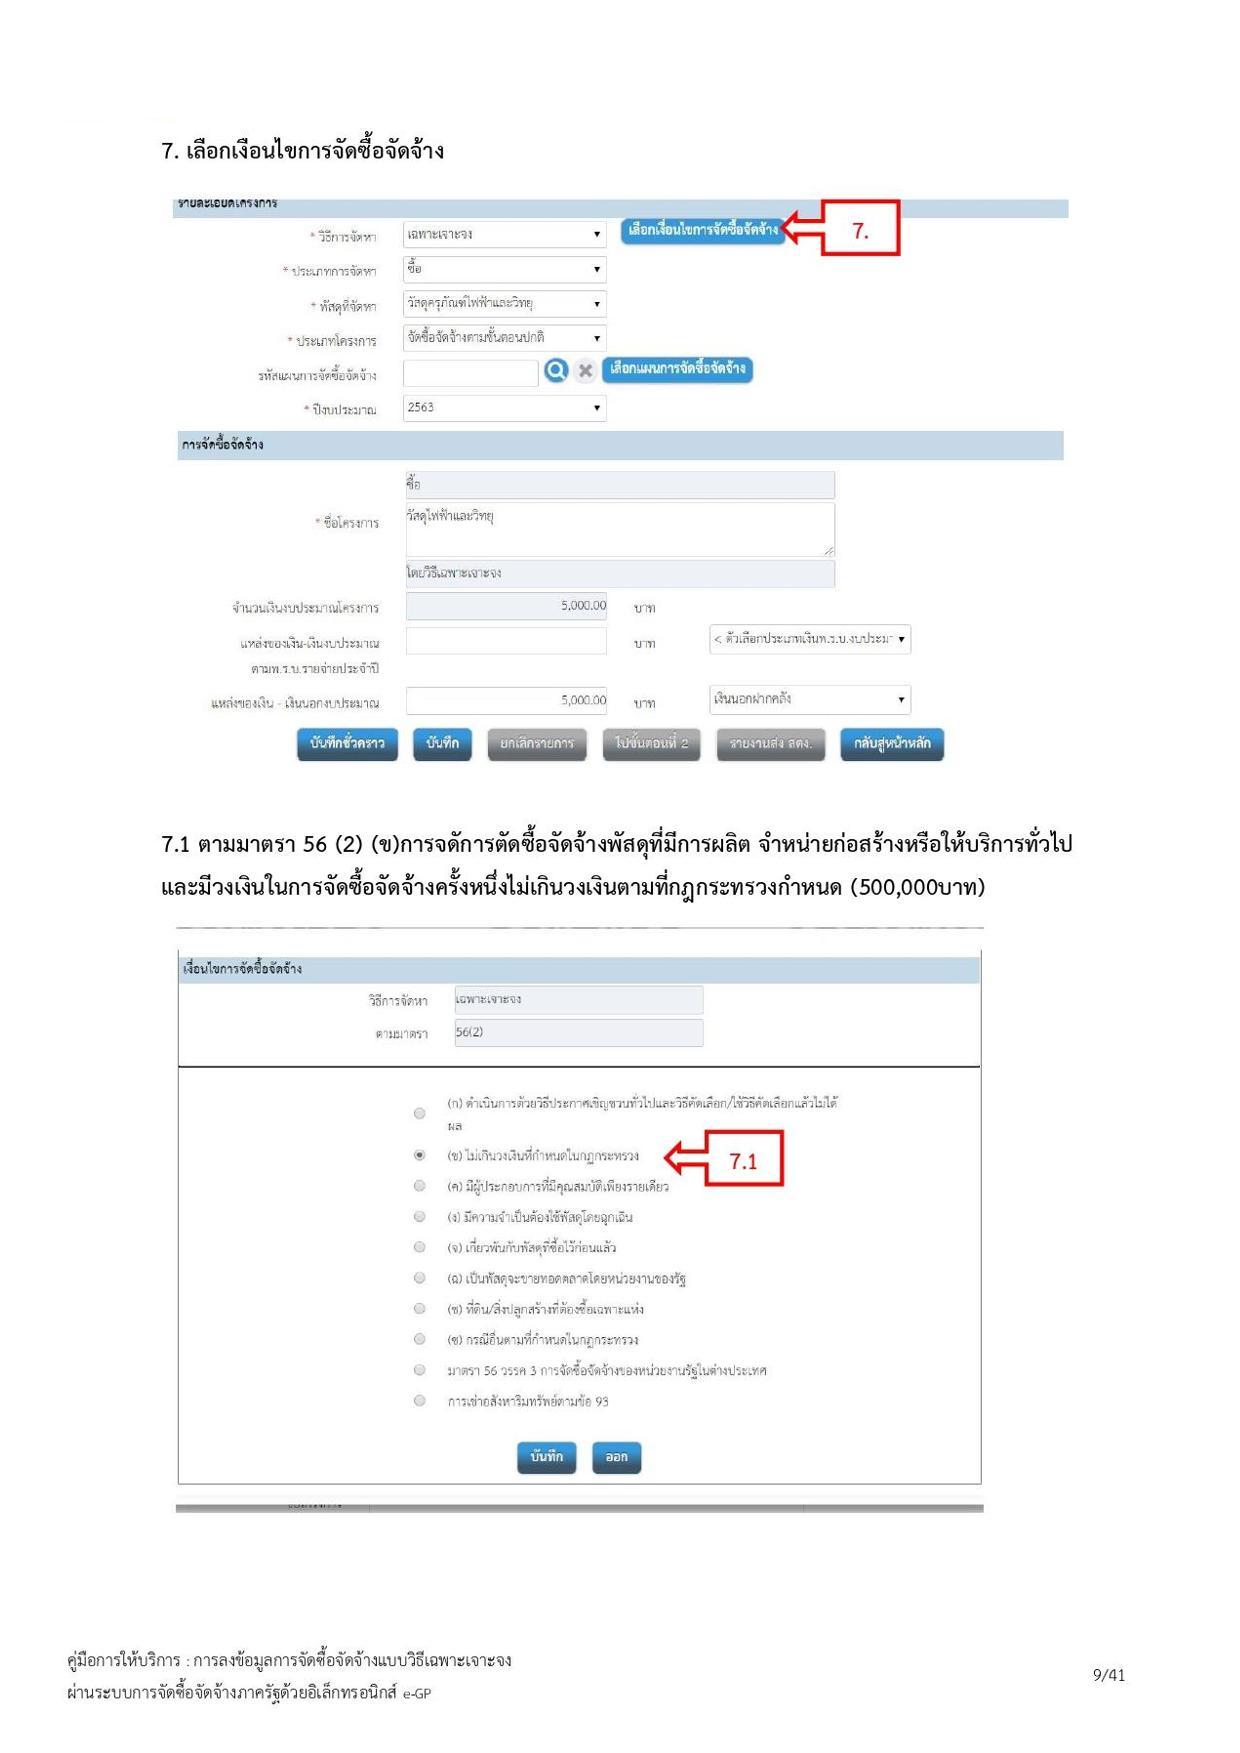 7. เลือกเงือนไขการจัดซื้อจัดจ้าง
รายละเอียดโครงการ
* วิธีการจัดหา เฉพาะเจาะจง เลือกเงื่อนไขการจัดซื้อจัดจ้าง 7.
* ประเภทการจัดหา ซื้อ
* พัสดุที่จัดหา วัสดุครุภัณฑ์ไฟฟ้าและวิทยุ
* ประเภทโครงการ จัดซื้อจัดจ้างตามขั้นตอนปกติ
รหัสแผนการจัดซื้อจัดจ้าง เลือกแผนการจัดซื้อจัดจ้าง
* ปีงบประมาณ 2563
การจัดซื้อจัดจ้าง
ซื้อ
* ชื่อโครงการ วัสดุไฟฟ้าและวิทยุ
โดยวิธีเฉพาะเจาะจง
จำนวนเงินงบประมาณโครงการ 5,000.00 บาท
แหล่งของเงิน-เงินงบประมาณ บาท < ตัวเลือกประเภทเงินพ.ร.บ.งบประม
ตามพ.ร.บ.รายจ่ายประจำปี
แหล่งของเงิน - เงินนอกงบประมาณ 5,000.00 บาท เงินนอกฝากคลัง
บันทึกชั่วคราว บันทึก ยกเลิกรายการ ไปขั้นตอนที่ 2 รายงานส่ง สตง. กลับสู่หน้าหลัก
7.1 ตามมาตรา 56 (2) (ข)การจดัการตัดซื้อจัดจ้างพัสดุที่มีการผลิต จำหน่ายก่อสร้างหรือให้บริการทั่วไป
และมีวงเงินในการจัดซื้อจัดจ้างครั้งหนึ่งไม่เกินวงเงินตามที่กฎกระทรวงกำหนด (500,000บาท)
เงื่อนไขการจัดซื้อจัดจ้าง
วิธีการจัดหา เฉพาะเจาะจง
ตามมาตรา 56(2)
(ก) ดำเนินการด้วยวิธีประกาศเชิญชวนทั่วไปและวิธีคัดเลือก/ใช้วิธีคัดเลือกแล้วไม่ได้
ผล
(ข) ไม่เกินวงเงินที่กำหนดในกฎกระทรวง 7.1
(ค) มีผู้ประกอบการที่มีคุณสมบัติเพียงรายเดียว
(ง) มีความจำเป็นต้องใช้พัสดุโดยฉุกเฉิน
(จ) เกี่ยวพันกับพัสดุที่ซื้อไว้ก่อนแล้ว
(ฉ) เป็นพัสดุจะขายทอดตลาดโดยหน่วยงานของรัฐ
(ช) ที่ดิน/สิ่งปลูกสร้างที่ต้องซื้อเฉพาะแห่ง
(ซ) กรณีอื่นตามที่กำหนดในกฎกระทรวง
มาตรา 56 วรรค 3 การจัดซื้อจัดจ้างของหน่วยงานรัฐในต่างประเทศ
การเช่าอสังหาริมทรัพย์ตามข้อ 93
บันทึก ออก
คู่มือการให้บริการ : การลงข้อมูลการจัดซื้อจัดจ้างแบบวิธีเฉพาะเจาะจง
ผ่านระบบการจัดซื้อจัดจ้างภาครัฐด้วยอิเล็กทรอนิกส์ e-GP
9/41